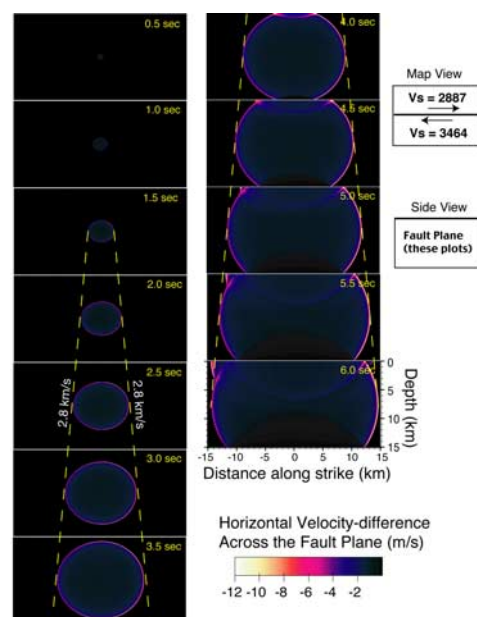 0.5 sec
1.0 sec
1.5 sec
2.0 sec
2.5 sec
2.8 km/s
2.8 km/s
3.0 sec
3.5 sec
4.0 sec
4.5 sec
5.0 sec
5.5 sec
6.0 sec
0
5
10
15
Depth (km)
-15 -10 -5 0 5 10 15
Distance along strike (km)
Map View
Vs = 2887
Vs = 3464
Side View
Fault Plane
(these plots)
Horizontal Velocity-difference
Across the Fault Plane (m/s)
-12 -10 -8 -6 -4 -2